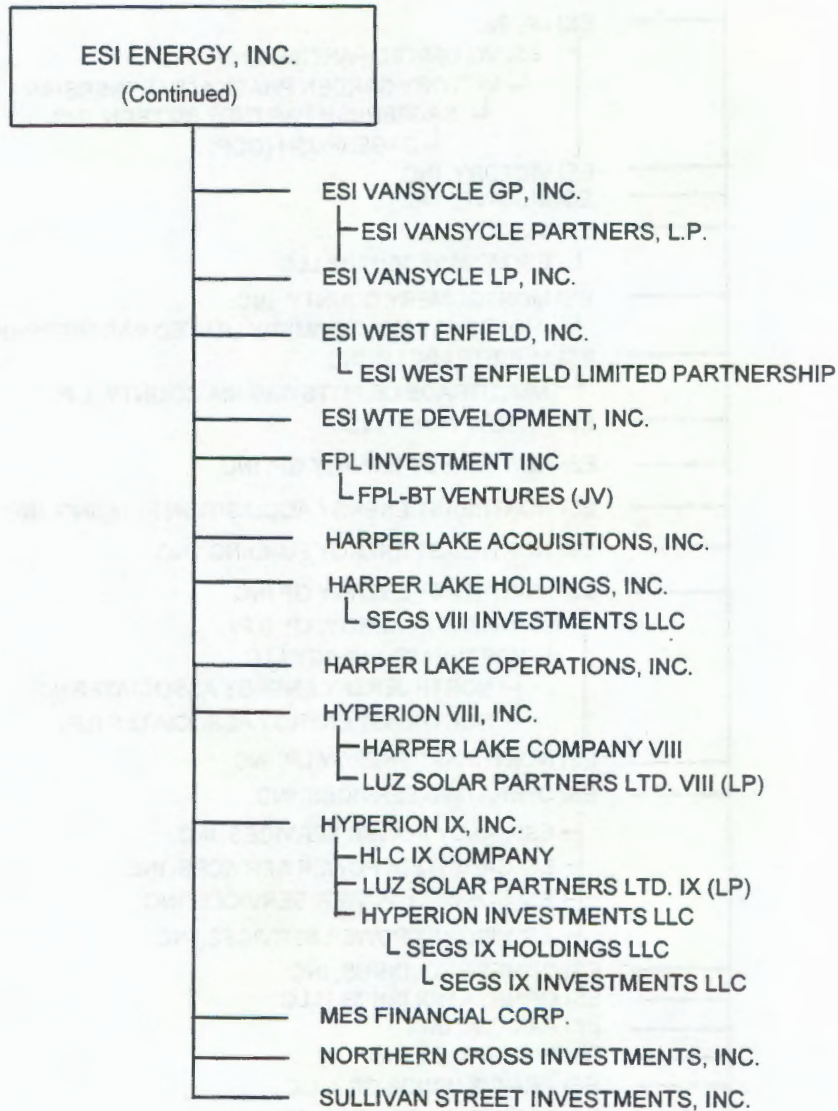 ESI ENERGY, INC.
(Continued)
ESI VANSYCLE GP, INC.
ESI VANSYCLE PARTNERS, L.P.
ESI VANSYCLE LP, INC.
ESI WEST ENFIELD, INC.
ESI WEST ENFIELD LIMITED PARTNERSHIP
ESI WTE DEVELOPMENT, INC.
FPL INVESTMENT INC
FPL-BT VENTURES (JV)
HARPER LAKE ACQUISITIONS, INC.
HARPER LAKE HOLDINGS, INC.
SEGS VIII INVESTMENTS LLC
HARPER LAKE OPERATIONS, INC.
HYPERION VIII, INC.
HARPER LAKE COMPANY VIII
LUZ SOLAR PARTNERS LTD. VIII (LP)
HYPERION IX, INC.
HLC IX COMPANY
LUZ SOLAR PARTNERS LTD. IX (LP)
HYPERION INVESTMENTS LLC
SEGS IX HOLDINGS LLC
SEGS IX INVESTMENTS LLC
MES FINANCIAL CORP.
NORTHERN CROSS INVESTMENTS, INC.
SULLIVAN STREET INVESTMENTS, INC.